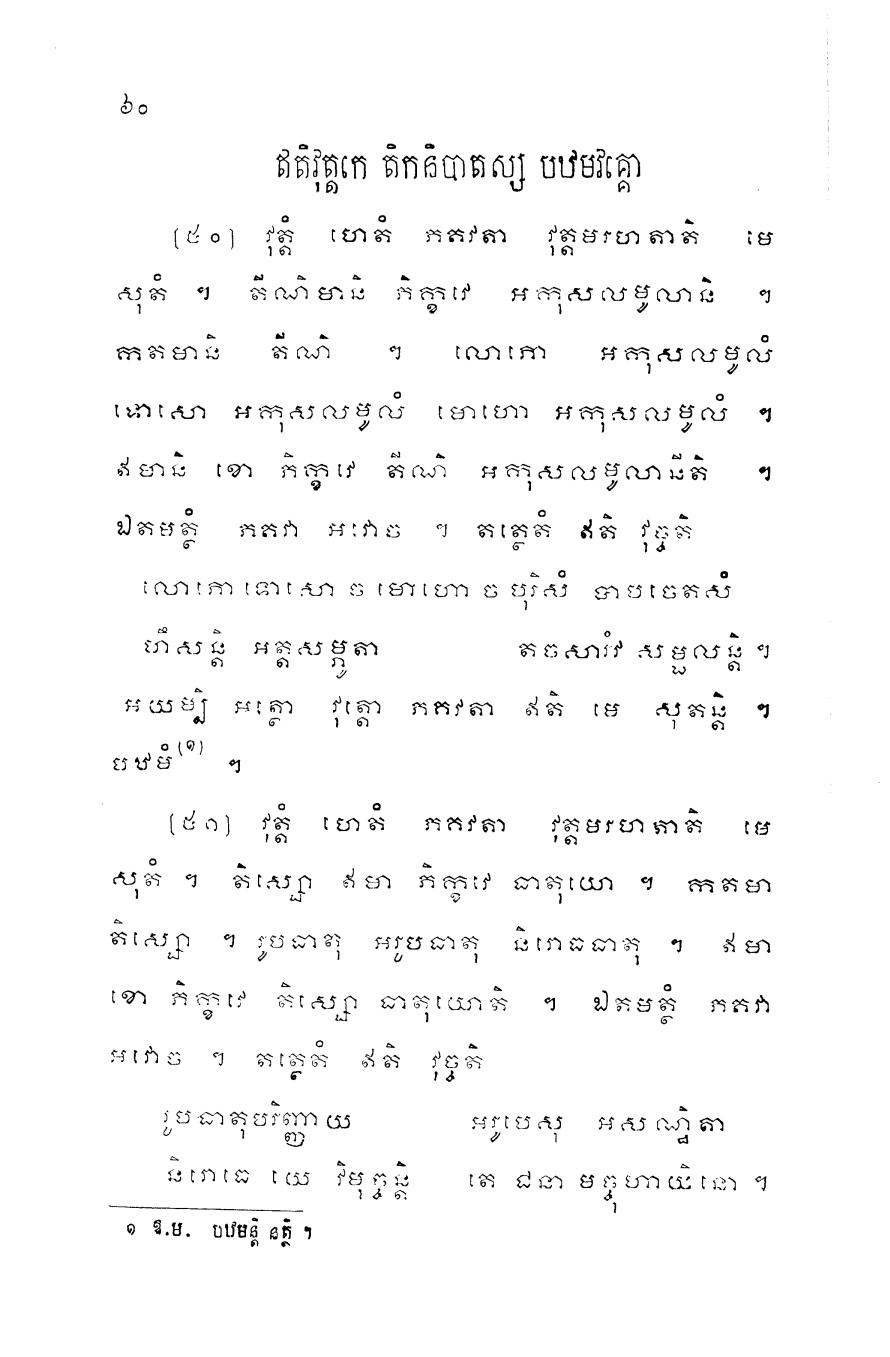 ៦០
ឥតិវុត្តកេ តិកនិបាតស្ស បឋមវគ្គោ
(៥០) វុត្តំ ហេតំ ភគវតា វុត្តមរហតាតិ មេ
សុតំ ។ តីណិមានិ ភិក្ខវេ អកុសលមូលានិ ។
កតមានិ តីណិ ។ លោភោ អកុសលមូលំ
ទោសោ អកុសលមូលំ មោហោ អកុសលមូលំ ។
ឥមានិ ខោ ភិក្ខវេ តីណិ អកុសលមូលានីតិ ។
ឯតមត្ថំ ភគវា អវោច ។ តត្ថេតំ ឥតិ វុច្ចតិ
លោភោ ទោសោ ច មោហោ ច បុរិសំ បាបចេតសំ
ហឹសន្តិ អត្តសម្ភូតា តចសារំវ សម្ផលន្តិ ។
អយម្បិ អត្ថោ វុត្តោ ភគវតា ឥតិ មេ សុតន្តិ ។
បឋមំ(១) ។
(៥១) វុត្តំ ហេតំ ភគវតា វុត្តមរហតាតិ មេ
សុតំ ។ តិស្សោ ឥមា ភិក្ខវេ ធាតុយោ ។ កតមា
តិស្សោ ។ រូបធាតុ អរូបធាតុ និរោធធាតុ ។ ឥមា
ខោ ភិក្ខវេ តិស្សោ ធាតុយោតិ ។ ឯតមត្ថំ ភគវា
អវោច ។ តត្ថេតំ ឥតិ វុច្ចតិ
រូបធាតុបរិញ្ញាយ អរូបេសុ អសណ្ឋិតា
និរោធេ យេ វិមុច្ចន្តិ តេ ជនា មច្ចុហាយិនោ ។
១ ឱ.ម. បឋមន្តិ នត្ថិ ។